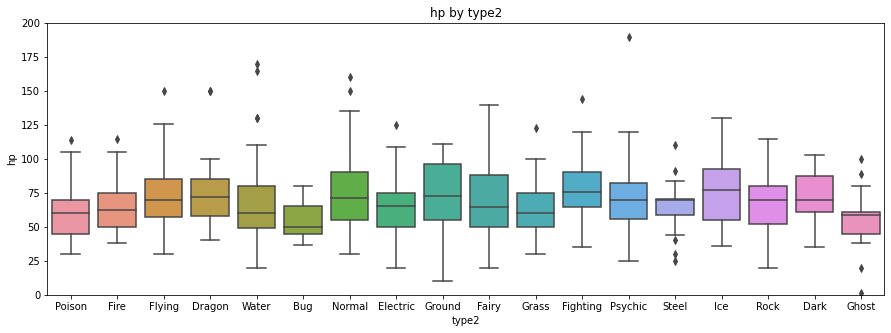 hp by type2
200
175
150
125
100
75
50
25
0
hp
Poison Fire Flying Dragon Water Bug Normal Electric Ground Fairy Grass Fighting Psychic Steel Ice Rock Dark Ghost
type2